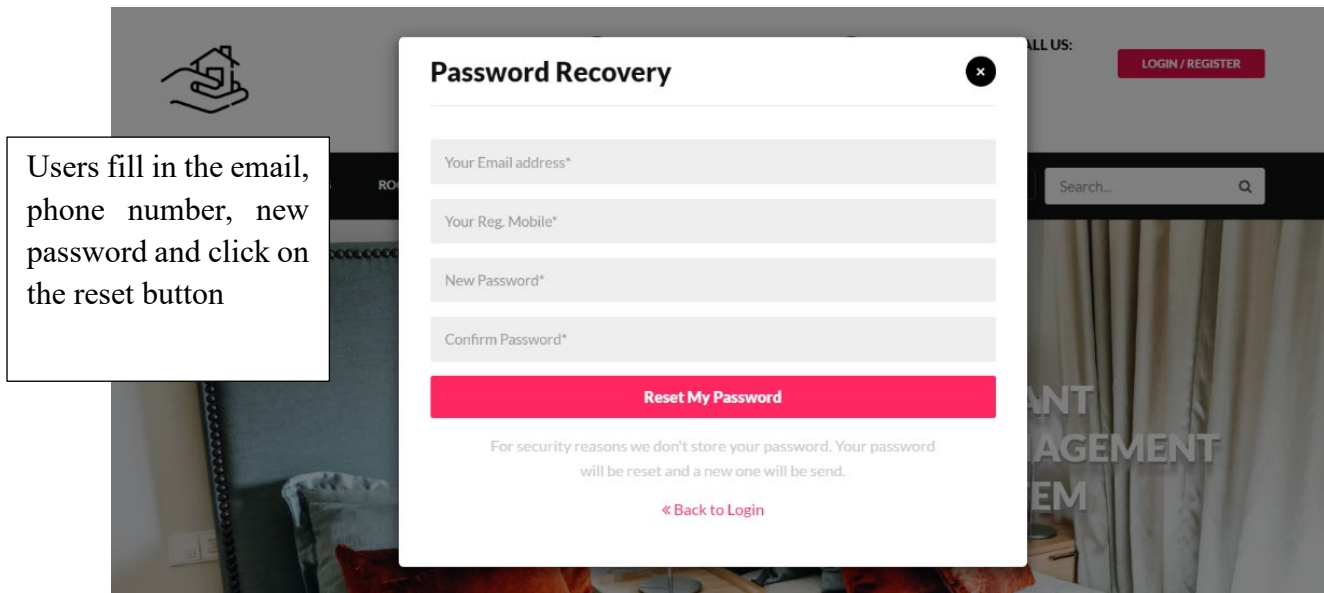 ALL US:
LOGIN / REGISTER
Password Recovery
Users fill in the email,
phone number, new
password and click on
the reset button
Your Email address*
Search...
Your Reg. Mobile*
New Password*
Confirm Password*
Reset My Password
For security reasons we don't store your password. Your password
will be reset and a new one will be send.
« Back to Login
ANT
AGEMENT
EM